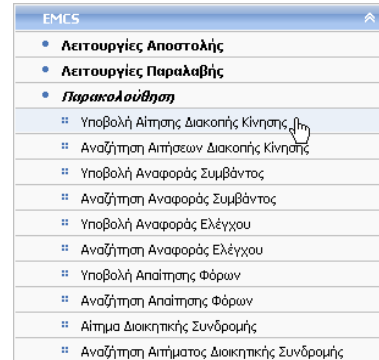 EMCS
Λειτουργίες Αποστολής
Λειτουργίες Παραλαβής
Παρακολούθηση
Υποβολή Αίτησης Διακοπής Κίνησης
Αναζήτηση Αιτήσεων Διακοπής Κίνησης
Υποβολή Αναφοράς Συμβάντος
Αναζήτηση Αναφοράς Συμβάντος
Υποβολή Αναφοράς Ελέγχου
Αναζήτηση Αναφοράς Ελέγχου
Υποβολή Απαίτησης Φόρων
Αναζήτηση Απαίτησης Φόρων
Αίτημα Διοικητικής Συνδρομής
Αναζήτηση Αιτήματος Διοικητικής Συνδρομής